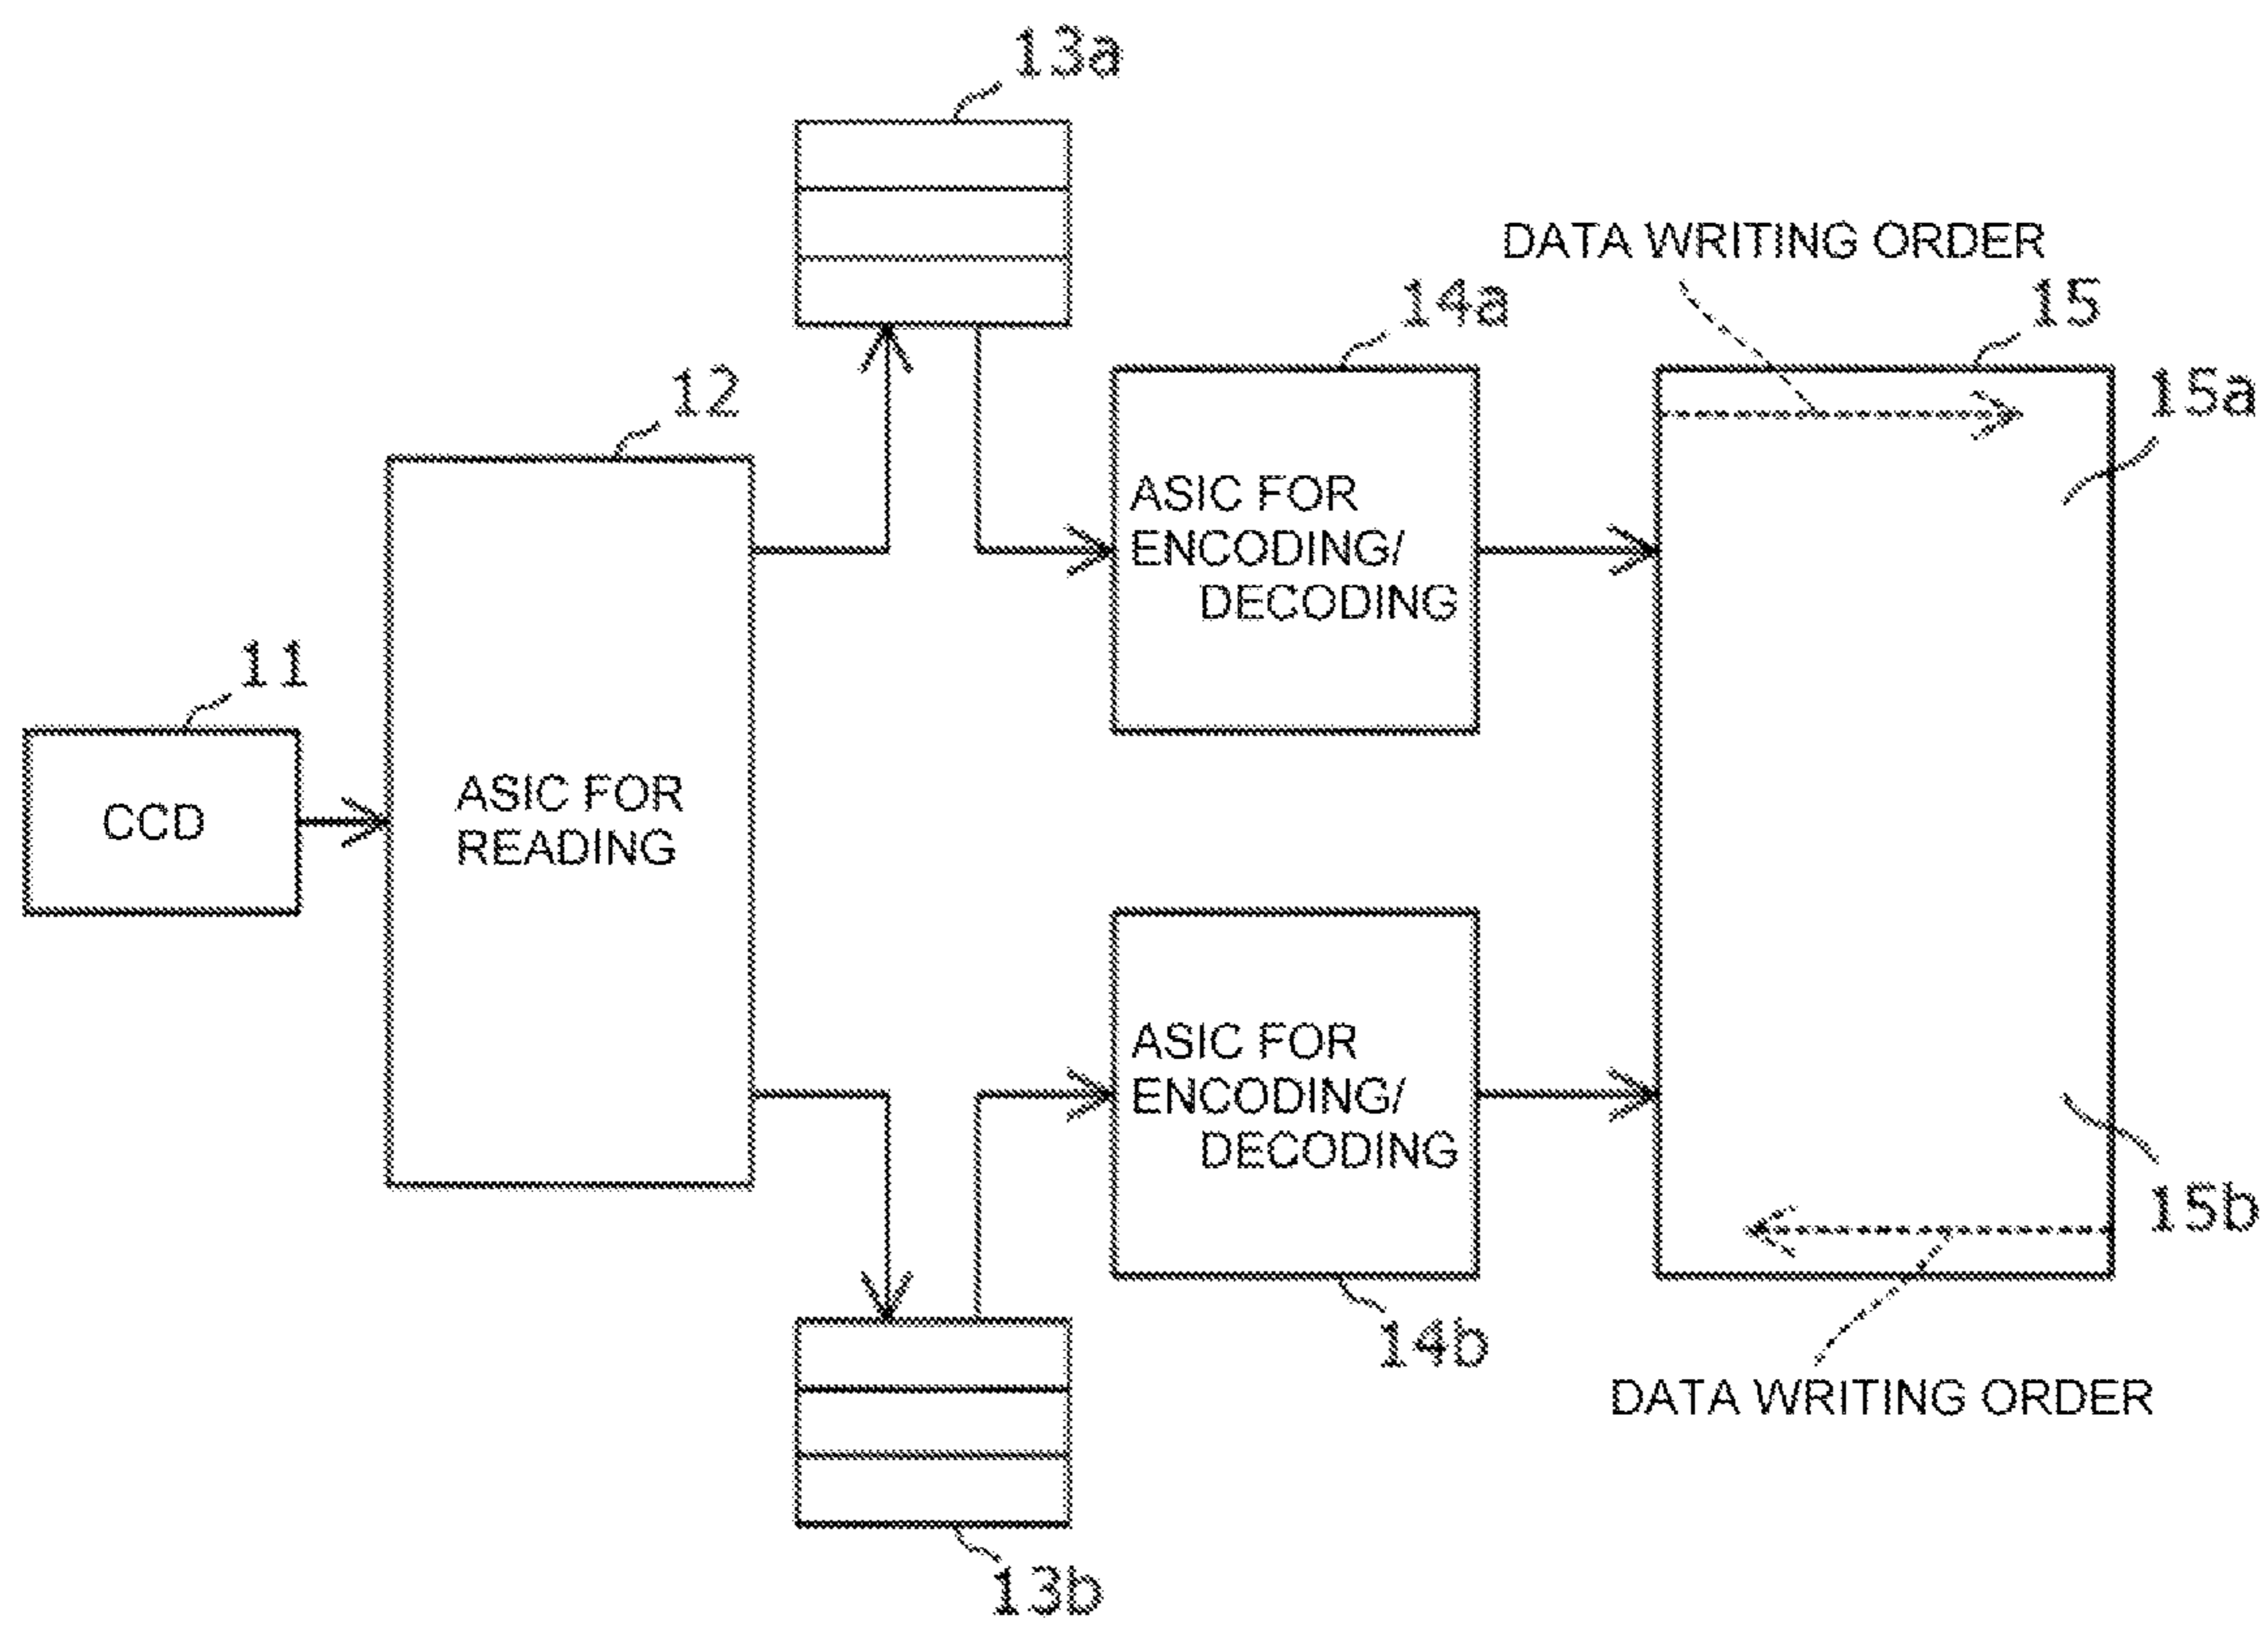 13a
DATA WRITING ORDER
14a
15
12
15a
ASIC FOR
ENCODING/
DECODING
11
CCD
ASIC FOR
READING
ASIC FOR
ENCODING/
DECODING
15b
14b
DATA WRITING ORDER
13b